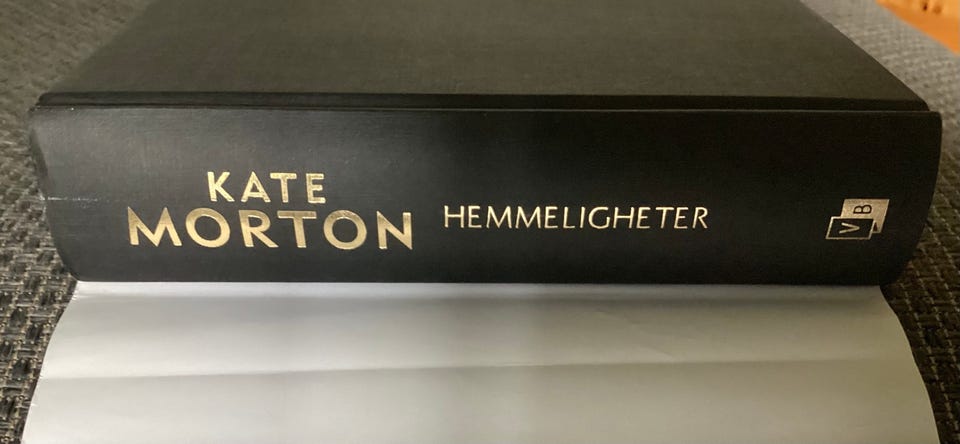 KATE
MORTON
HEMMELIGHETER
VB